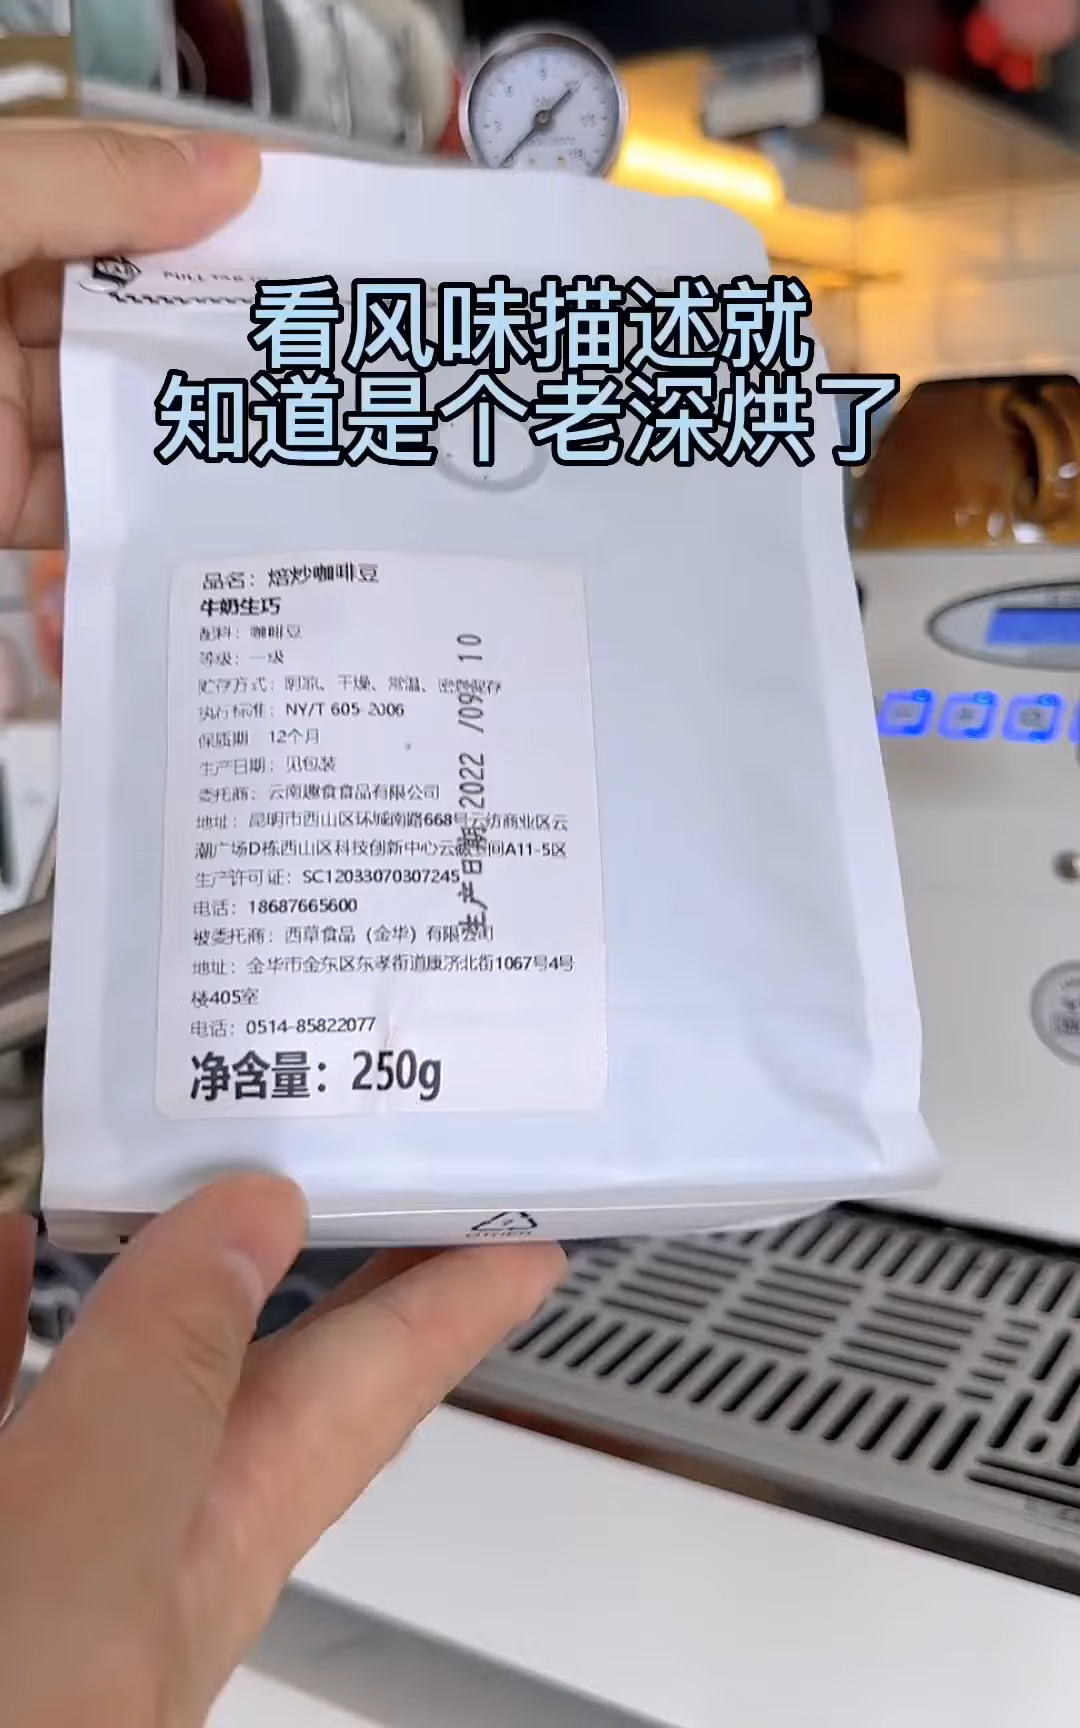 看风味描述就
知道是个老深烘了
品名：焙炒咖啡豆
牛奶生巧
配料：咖啡豆
等级：一级
贮存方式：阴凉、干燥、常温、密封保存
执行标准：NY/T 605-2006
保质期 12个月
生产日期：见包装
委托商：云南趣食食品有限公司
地址：昆明市西山区环城南路668号云纺商业区云
潮广场D栋西山区科技创新中心云 间A11-5区
生产许可证：SC12033070307245
电话：18687665600
被委托商：西草食品（金华）有限公司
地址：金华市金东区东孝街道康济北街1067号4号
楼405室
电话：0514-85822077
净含量：250g
生产日期 2022 /09/ 10
OTHER